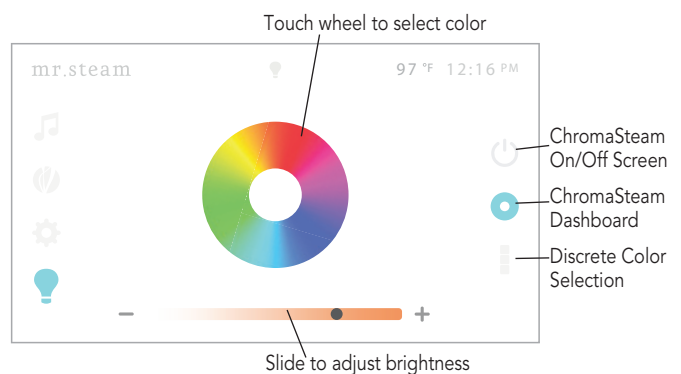 Touch wheel to select color
mr.steam
97 °F 12:16 PM
ChromaSteam
On/Off Screen
ChromaSteam
Dashboard
Discrete Color
Selection
Slide to adjust brightness